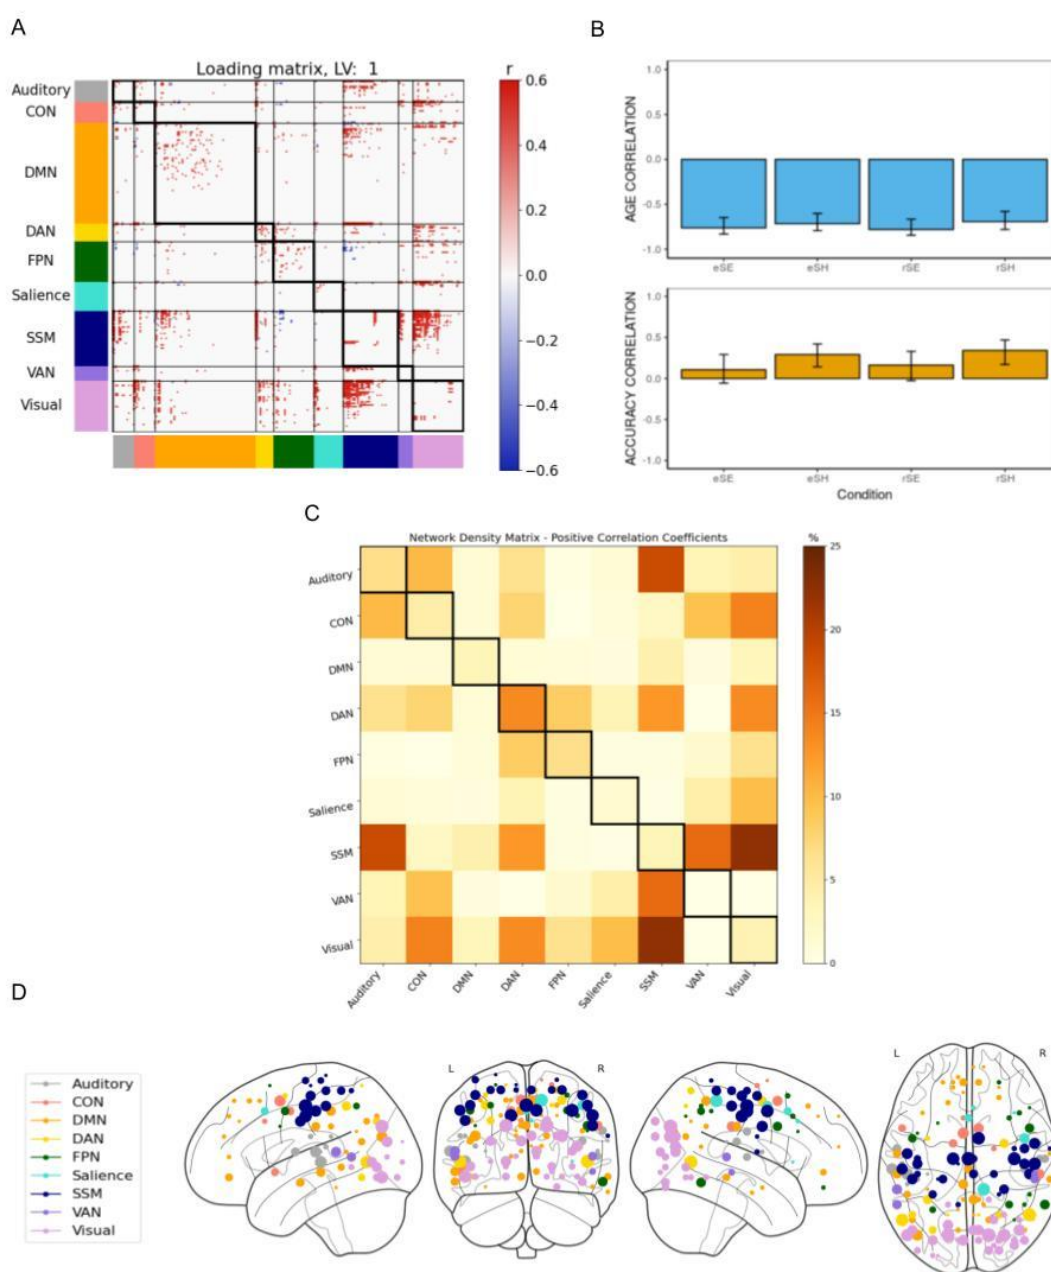 A
Loading matrix, LV: 1
r
Auditory
CON
DMN
DAN
FPN
Salience
SSM
VAN
Visual
0.6
0.4
0.2
0.0
−0.2
−0.4
−0.6
B
AGE CORRELATION
1.0
0.5
0.0
-0.5
-1.0
eSE eSH rSE rSH
ACCURACY CORRELATION
1.0
0.5
0.0
-0.5
-1.0
eSE eSH rSE rSH
Condition
C
Network Density Matrix - Positive Correlation Coefficients
%
Auditory
CON
DMN
DAN
FPN
Salience
SSM
VAN
Visual
Auditory CON DMN DAN FPN Salience SSM VAN Visual
25
20
15
10
5
0
D
Auditory
CON
DMN
DAN
FPN
Salience
SSM
VAN
Visual
L R
L R